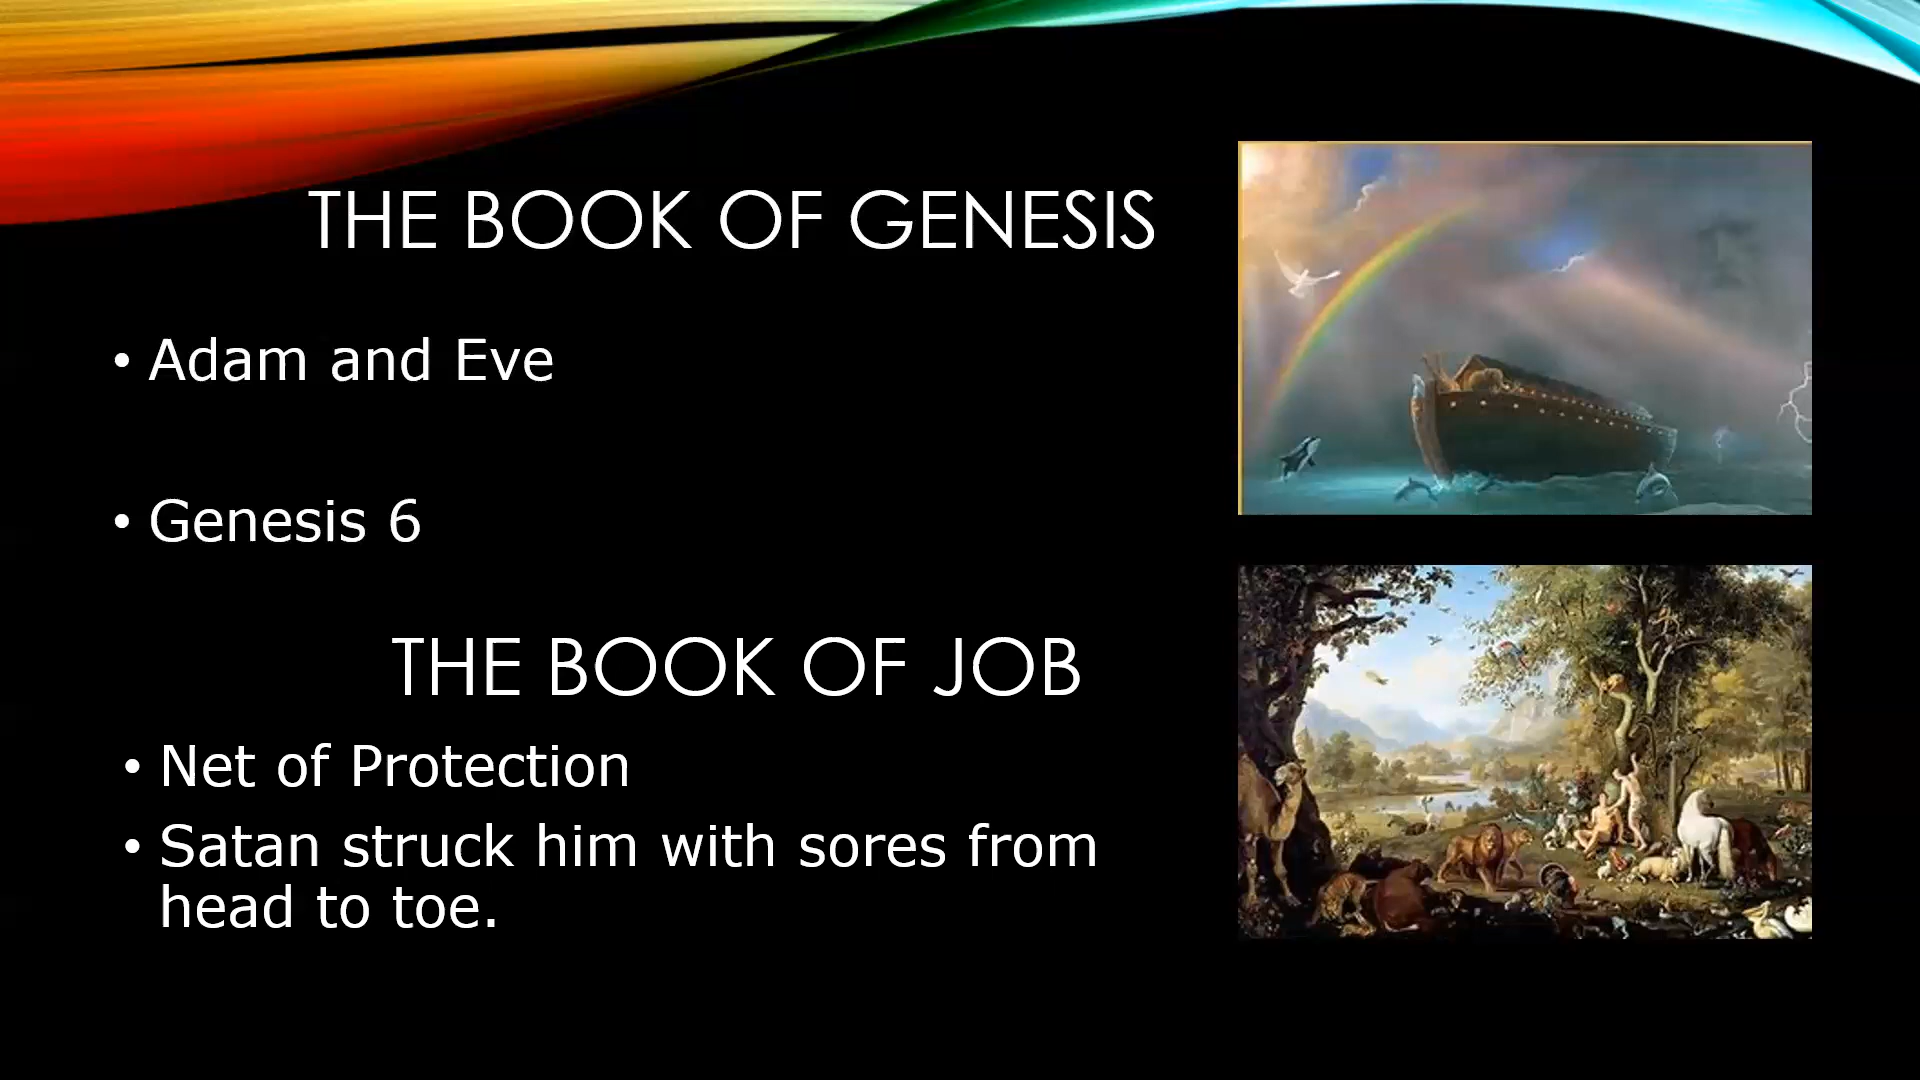 THE BOOK OF GENESIS
• Adam and Eve
• Genesis 6
THE BOOK OF JOB
• Net of Protection
• Satan struck him with sores from
head to toe.